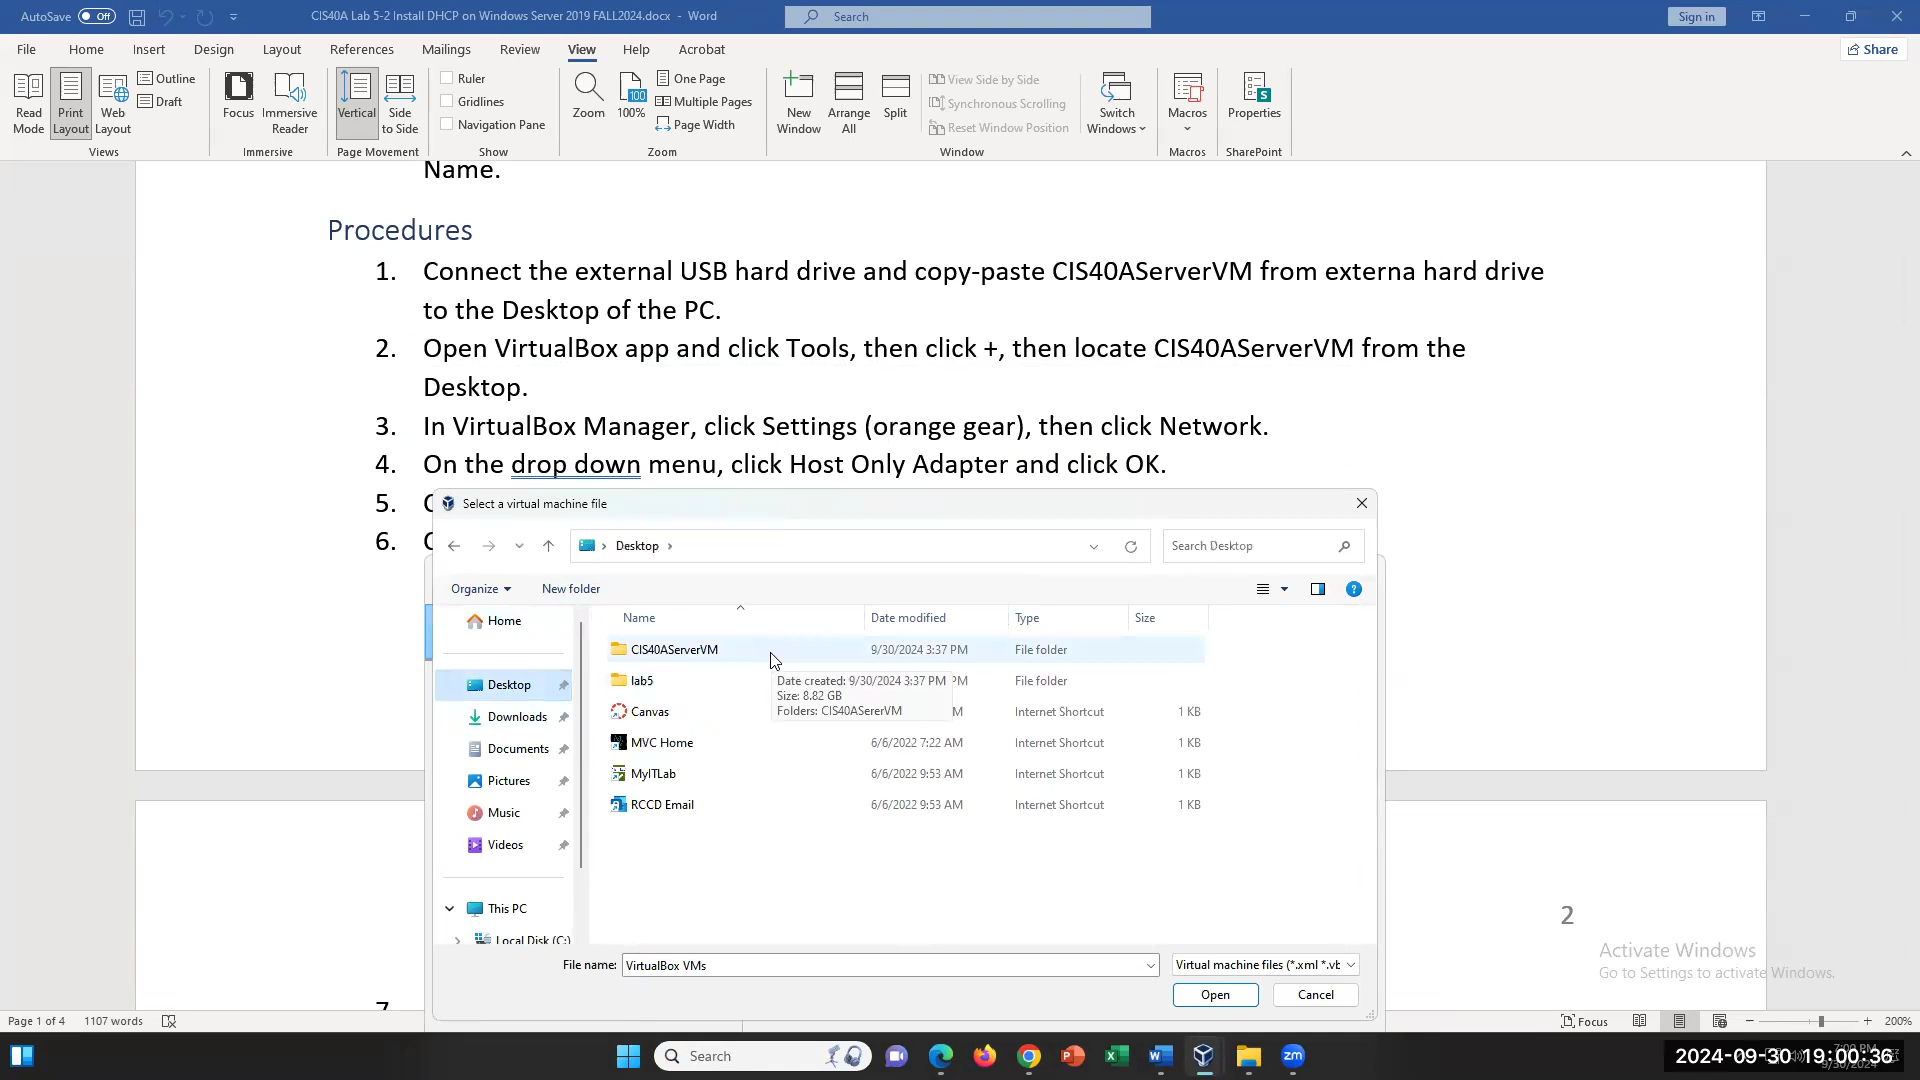 AutoSave Off CIS40A Lab 5-2 Install DHCP on Windows Server 2019 FALL2024.docx - Word Search Sign in
File Home Insert Design Layout References Mailings Review View Help Acrobat Share
Read Mode
Print Layout
Web Layout
Outline
Draft
Views
Focus
Immersive Reader
Immersive
Vertical
Side to Side
Page Movement
Ruler
Gridlines
Navigation Pane
Show
Zoom
100
100%
One Page
Multiple Pages
Page Width
Zoom
New Window
Arrange All
Split
View Side by Side
Synchronous Scrolling
Reset Window Position
Switch Windows
Window
Macros
Macros
Properties
SharePoint
Name.
Procedures
1. Connect the external USB hard drive and copy-paste CIS40AServerVM from externa hard drive
to the Desktop of the PC.
2. Open VirtualBox app and click Tools, then click +, then locate CIS40AServerVM from the
Desktop.
3. In VirtualBox Manager, click Settings (orange gear), then click Network.
4. On the drop down menu, click Host Only Adapter and click OK.
5.
6.
Select a virtual machine file
Desktop
Search Desktop
Organize New folder
Name Date modified Type Size
Home
Desktop
Downloads
Documents
Pictures
Music
Videos
This PC
Local Disk (C:)
CIS40AServerVM 9/30/2024 3:37 PM File folder
lab5 PM File folder
Canvas M Internet Shortcut 1 KB
MVC Home 6/6/2022 7:22 AM Internet Shortcut 1 KB
MyITLab 6/6/2022 9:53 AM Internet Shortcut 1 KB
RCCD Email 6/6/2022 9:53 AM Internet Shortcut 1 KB
Date created: 9/30/2024 3:37 PM
Size: 8.82 GB
Folders: CIS40ASererVM
File name: VirtualBox VMs Virtual machine files (*.xml *.vb
Open Cancel
2
Activate Windows
Go to Settings to activate Windows.
7
Page 1 of 4 1107 words Focus 200%
Search zm
2024-09-30 19:00:36